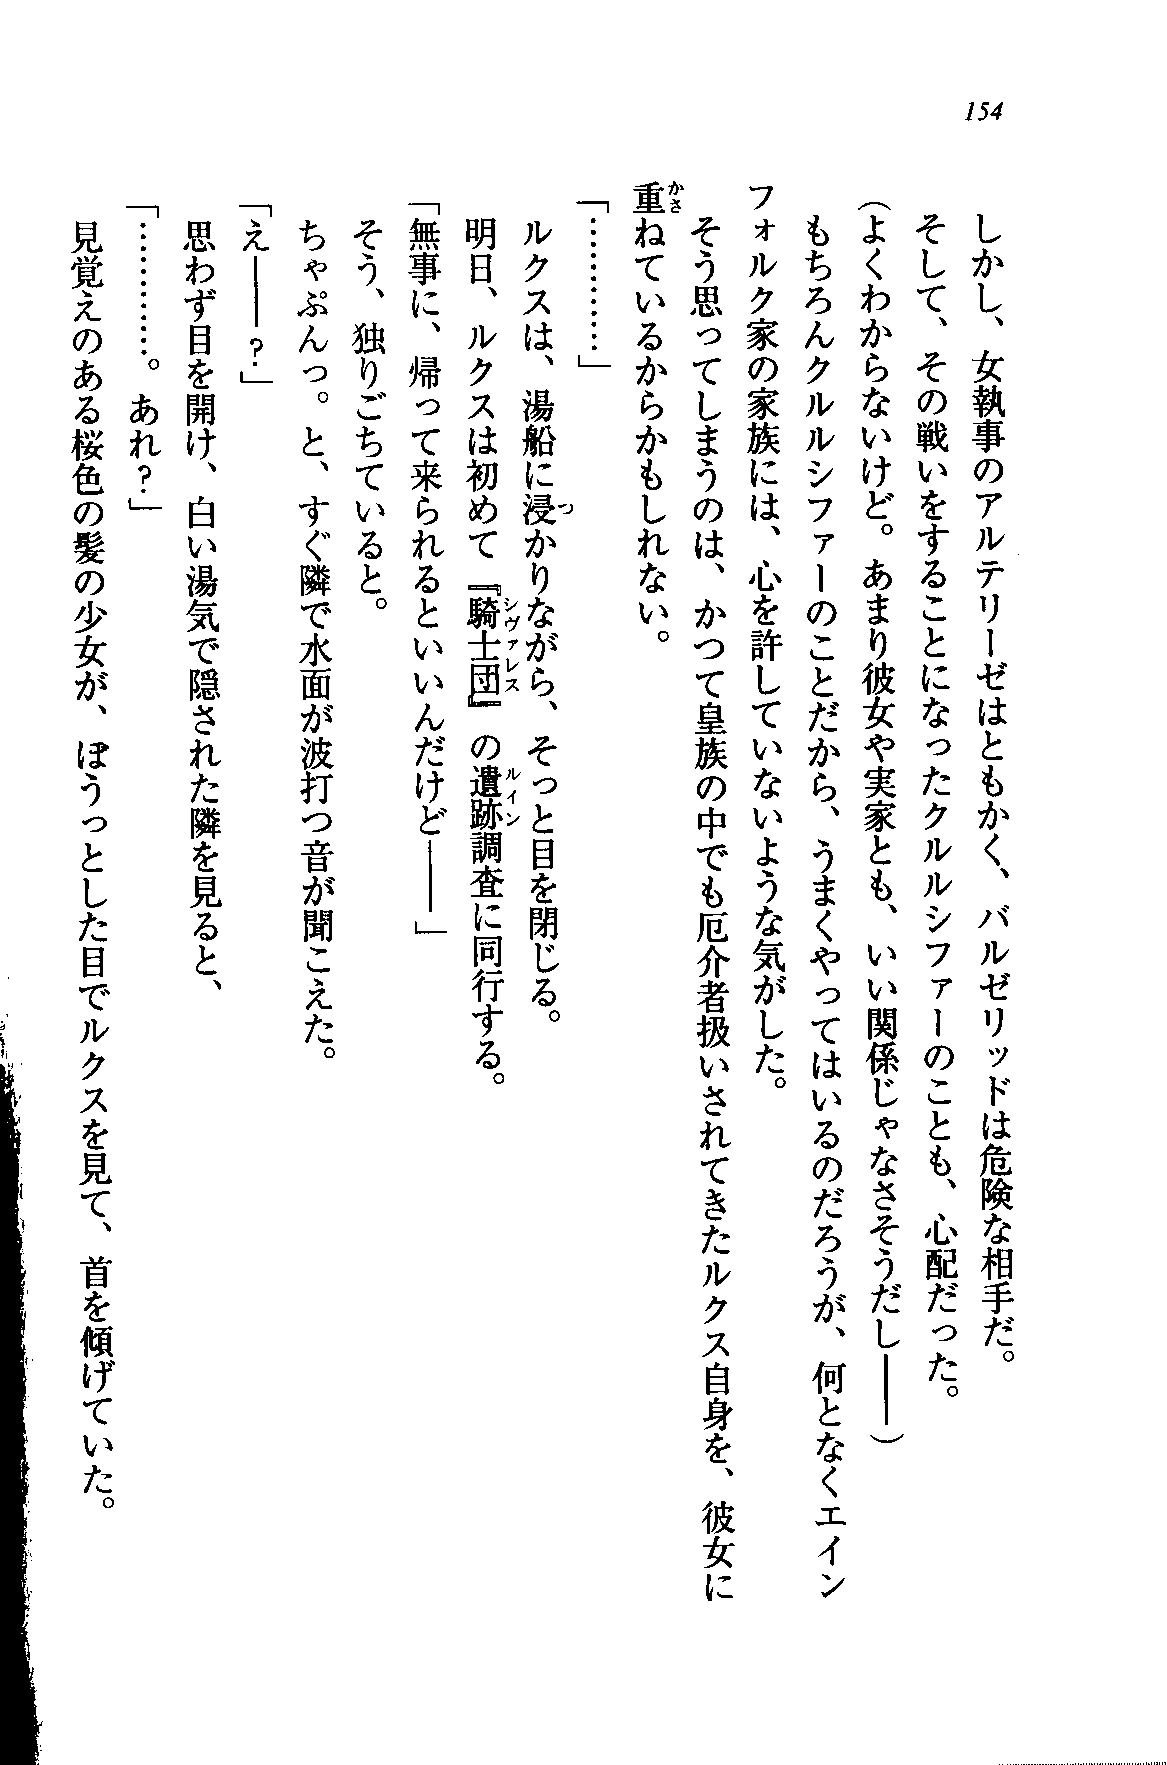 154
しかし、女執事のアルテリーゼはともかく、バルゼリッドは危険な相手だ。
そして、その戦いをすることになったクルルシファーのことも、心配だった。
(よくわからないけど。あまり彼女や実家とも、いい関係じゃなさそうだし――)
もちろんクルルシファーのことだから、うまくやってはいるのだろうが、何となくエイン
フォルク家の家族には、心を許していないような気がした。
そう思ってしまうのは、かつて皇族の中でも厄介者扱いされてきたルクス自身を、彼女に
重ねているからかもしれない。
「…………」
ルクスは、湯船に浸かりながら、そっと目を閉じる。
明日、ルクスは初めて『騎士団』の遺跡調査に同行する。
「無事に、帰って来られるといいんだけど――」
そう、独りごちていると。
ちゃぷんっ。と、すぐ隣で水面が波打つ音が聞こえた。
「え――?」
思わず目を開け、白い湯気で隠された隣を見ると、
「…………。あれ?」
見覚えのある桜色の髪の少女が、ぽうっとした目でルクスを見て、首を傾げていた。